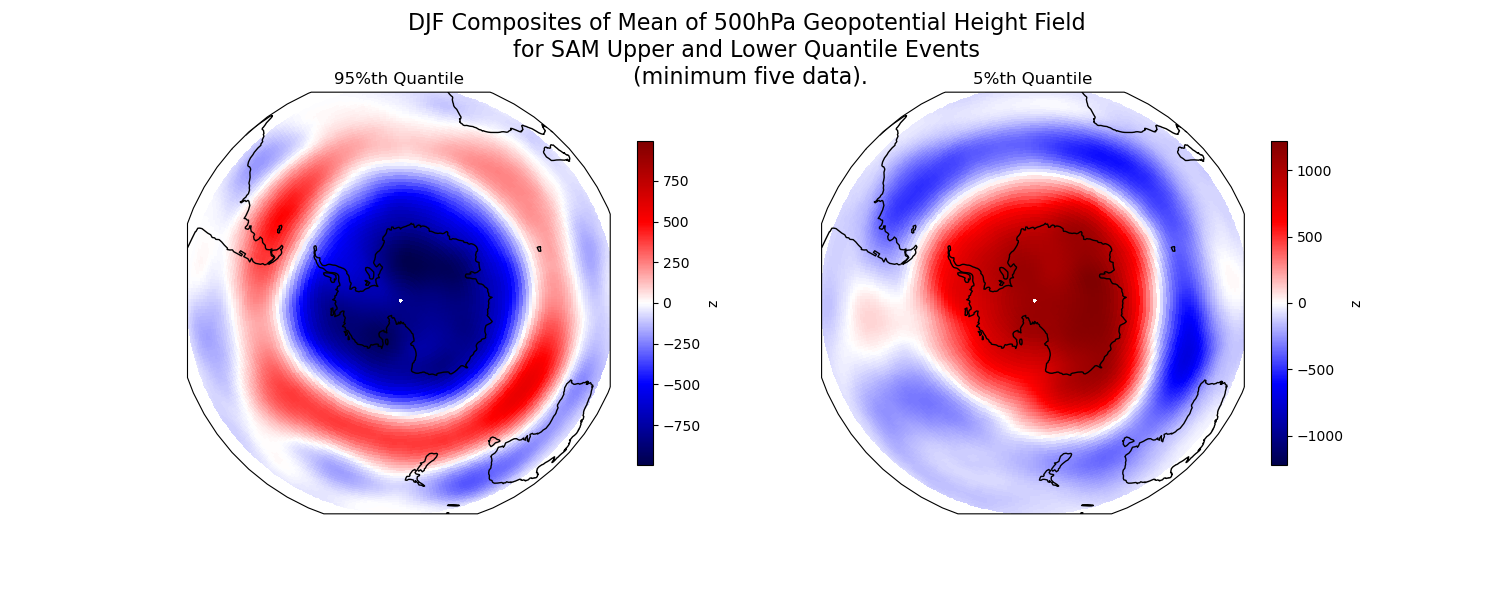 DJF Composites of Mean of 500hPa Geopotential Height Field
for SAM Upper and Lower Quantile Events
(minimum five data).
95%th Quantile
750
500
250
0
−250
−500
−750
z
5%th Quantile
1000
500
0
−500
−1000
z